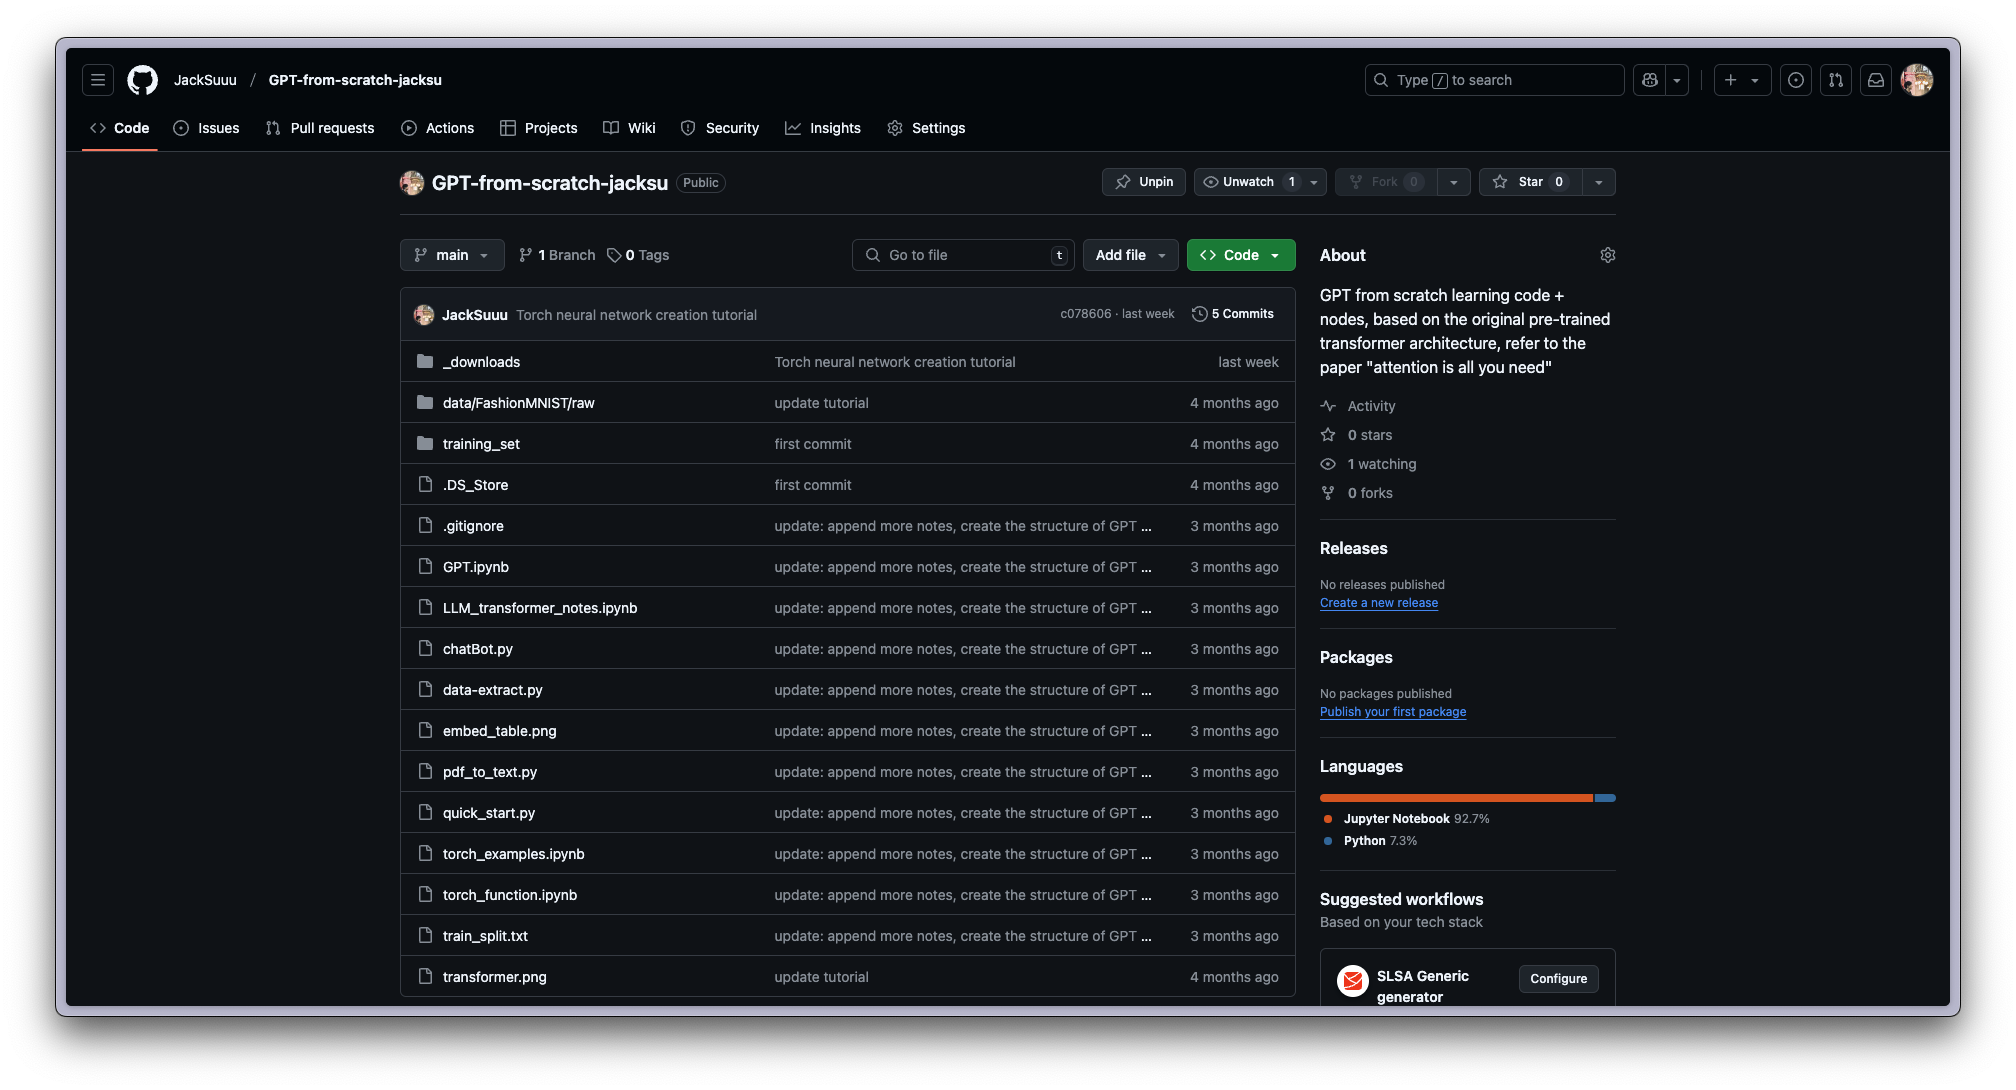 JackSuuu / GPT-from-scratch-jacksu
Type / to search
Code Issues Pull requests Actions Projects Wiki Security Insights Settings
GPT-from-scratch-jacksu Public
Unpin Unwatch 1 Fork 0 Star 0
main 1 Branch 0 Tags
Go to file t Add file Code
JackSuuu Torch neural network creation tutorial c078606 · last week 5 Commits
_downloads Torch neural network creation tutorial last week
data/FashionMNIST/raw update tutorial 4 months ago
training_set first commit 4 months ago
.DS_Store first commit 4 months ago
.gitignore update: append more notes, create the structure of GPT ... 3 months ago
GPT.ipynb update: append more notes, create the structure of GPT ... 3 months ago
LLM_transformer_notes.ipynb update: append more notes, create the structure of GPT ... 3 months ago
chatBot.py update: append more notes, create the structure of GPT ... 3 months ago
data-extract.py update: append more notes, create the structure of GPT ... 3 months ago
embed_table.png update: append more notes, create the structure of GPT ... 3 months ago
pdf_to_text.py update: append more notes, create the structure of GPT ... 3 months ago
quick_start.py update: append more notes, create the structure of GPT ... 3 months ago
torch_examples.ipynb update: append more notes, create the structure of GPT ... 3 months ago
torch_function.ipynb update: append more notes, create the structure of GPT ... 3 months ago
train_split.txt update: append more notes, create the structure of GPT ... 3 months ago
transformer.png update tutorial 4 months ago
About
GPT from scratch learning code +
nodes, based on the original pre-trained
transformer architecture, refer to the
paper "attention is all you need"
Activity
0 stars
1 watching
0 forks
Releases
No releases published
Create a new release
Packages
No packages published
Publish your first package
Languages
Jupyter Notebook 92.7%
Python 7.3%
Suggested workflows
Based on your tech stack
SLSA Generic
generator
Configure